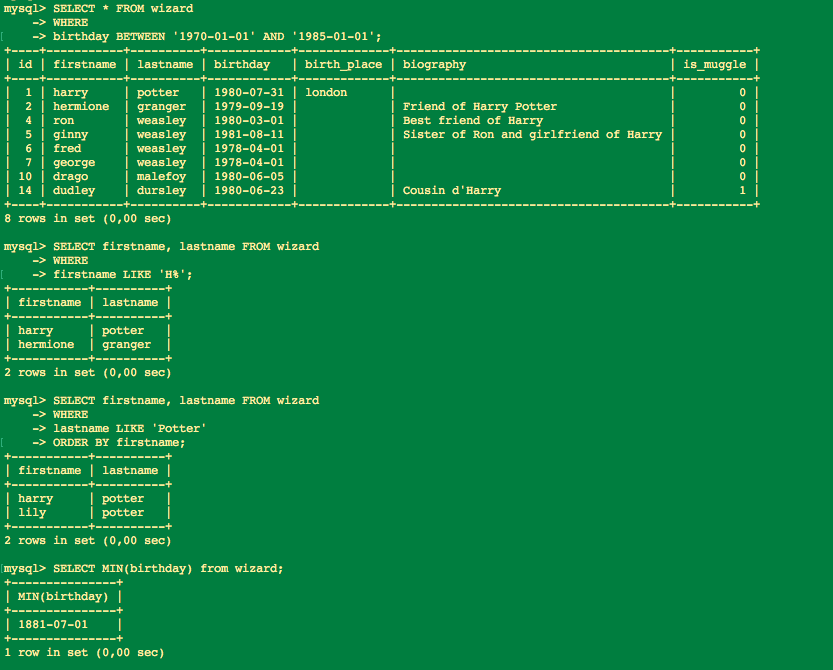 mysql> SELECT * FROM wizard
    -> WHERE
    -> birthday BETWEEN '1970-01-01' AND '1985-01-01';
+----+-----------+----------+------------+-------------+---------------------------------------+-----------+
| id | firstname | lastname | birthday   | birth_place | biography                             | is_muggle |
+----+-----------+----------+------------+-------------+---------------------------------------+-----------+
|  1 | harry     | potter   | 1980-07-31 | london      |                                       |         0 |
|  2 | hermione  | granger  | 1979-09-19 |             | Friend of Harry Potter                |         0 |
|  4 | ron       | weasley  | 1980-03-01 |             | Best friend of Harry                  |         0 |
|  5 | ginny     | weasley  | 1981-08-11 |             | Sister of Ron and girlfriend of Harry |         0 |
|  6 | fred      | weasley  | 1978-04-01 |             |                                       |         0 |
|  7 | george    | weasley  | 1978-04-01 |             |                                       |         0 |
| 10 | drago     | malefoy  | 1980-06-05 |             |                                       |         0 |
| 14 | dudley    | dursley  | 1980-06-23 |             | Cousin d'Harry                        |         1 |
+----+-----------+----------+------------+-------------+---------------------------------------+-----------+
8 rows in set (0,00 sec)
mysql> SELECT firstname, lastname FROM wizard
    -> WHERE
    -> firstname LIKE 'H%';
+-----------+----------+
| firstname | lastname |
+-----------+----------+
| harry     | potter   |
| hermione  | granger  |
+-----------+----------+
2 rows in set (0,00 sec)
mysql> SELECT firstname, lastname FROM wizard
    -> WHERE
    -> lastname LIKE 'Potter'
    -> ORDER BY firstname;
+-----------+----------+
| firstname | lastname |
+-----------+----------+
| harry     | potter   |
| lily      | potter   |
+-----------+----------+
2 rows in set (0,00 sec)
mysql> SELECT MIN(birthday) from wizard;
+---------------+
| MIN(birthday) |
+---------------+
| 1881-07-01    |
+---------------+
1 row in set (0,00 sec)